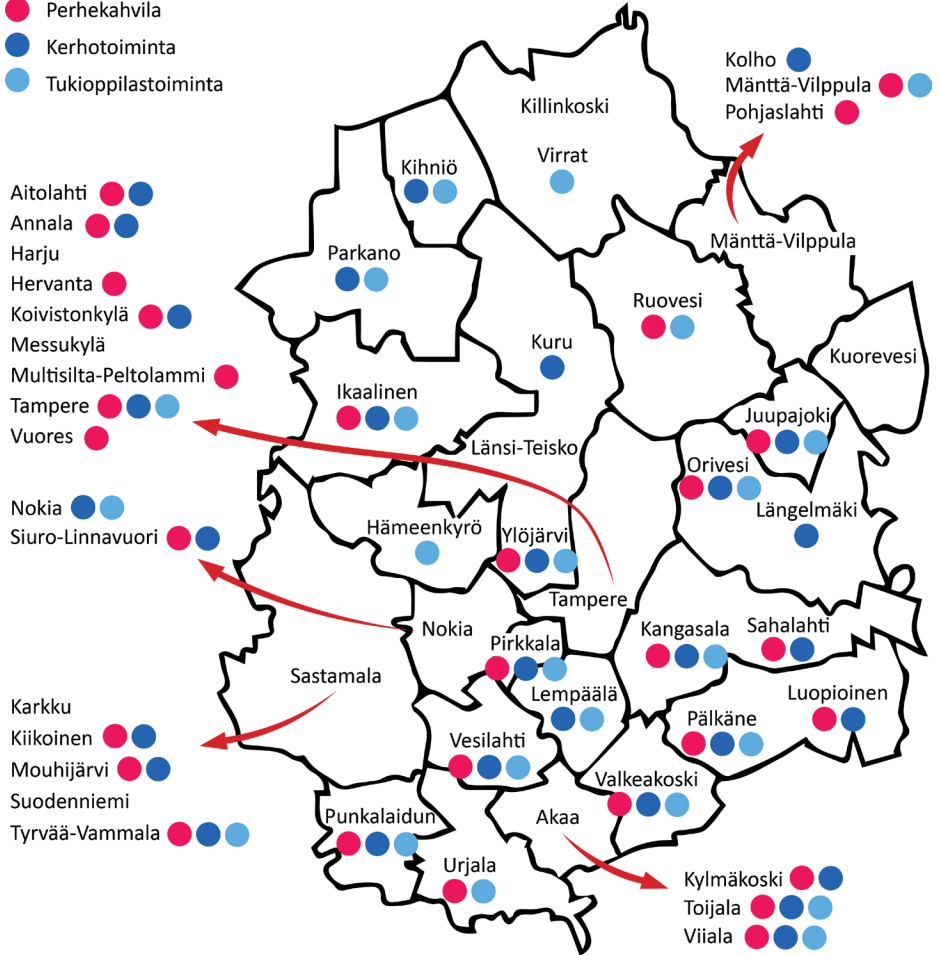 Perhekahvila
Kerhotoiminta
Tukioppilastoiminta
Kolho
Mänttä-Vilppula
Pohjaslahti
Killinkoski
Virrat
Kihniö
Aitolahti
Annala
Harju
Hervanta
Koivistonkylä
Messukylä
Multisilta-Peltolammi
Tampere
Vuores
Mänttä-Vilppula
Parkano
Ruovesi
Kuru
Kuorevesi
Ikaalinen
Juupajoki
Länsi-Teisko
Orivesi
Längelmäki
Nokia
Siuro-Linnavuori
Hämeenkyrö
Ylöjärvi
Tampere
Nokia
Pirkkala
Kangasala
Sahalahti
Sastamala
Lempäälä
Luopioinen
Pälkäne
Karkku
Kiikoinen
Mouhijärvi
Suodenniemi
Tyrvää-Vammala
Vesilahti
Valkeakoski
Punkalaidun
Akaa
Urjala
Kylmäkoski
Toijala
Viiala